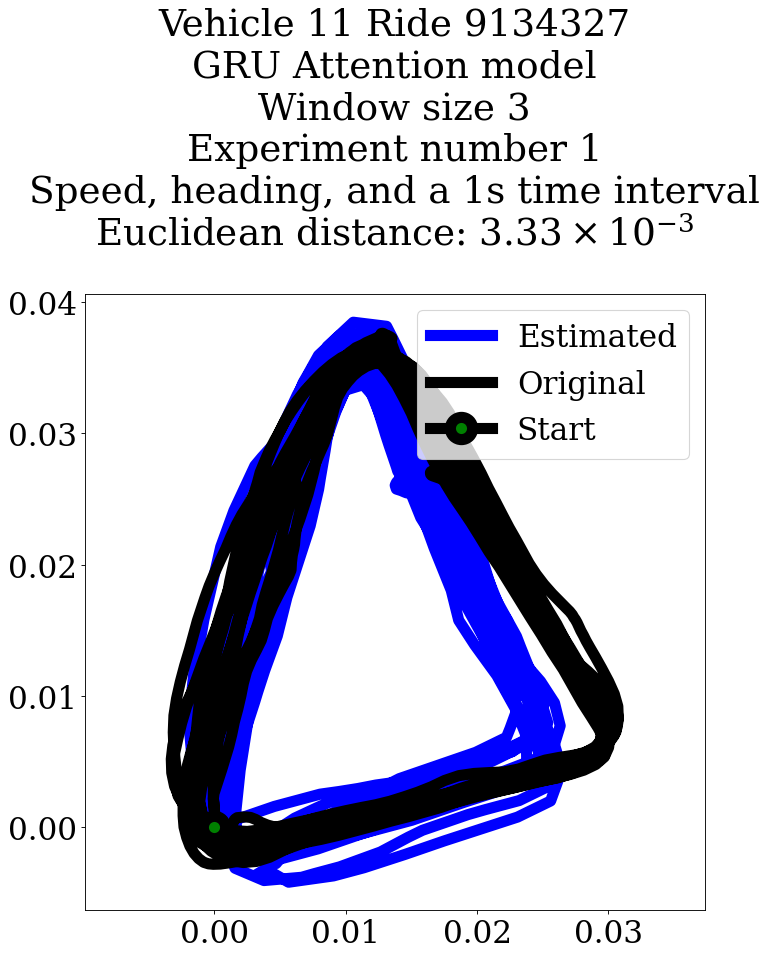 Vehicle 11 Ride 9134327
GRU Attention model
Window size 3
Experiment number 1
Speed, heading, and a 1s time interval
Euclidean distance: 3.33 × 10⁻³
0.04
Estimated
Original
Start
0.03
0.02
0.01
0.00
0.00 0.01 0.02 0.03